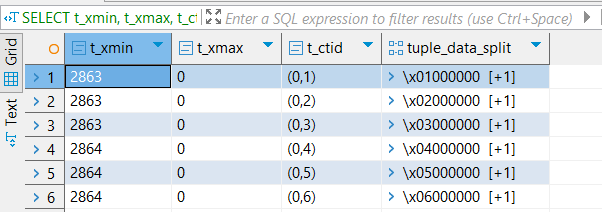 SELECT t_xmin, t_xmax, t_ct Enter a SQL expression to filter results (use Ctrl+Space)
Grid
Text
t_xmin t_xmax t_ctid tuple_data_split
1 2863 0 (0,1) \x01000000 [+1]
2 2863 0 (0,2) \x02000000 [+1]
3 2863 0 (0,3) \x03000000 [+1]
4 2864 0 (0,4) \x04000000 [+1]
5 2864 0 (0,5) \x05000000 [+1]
6 2864 0 (0,6) \x06000000 [+1]